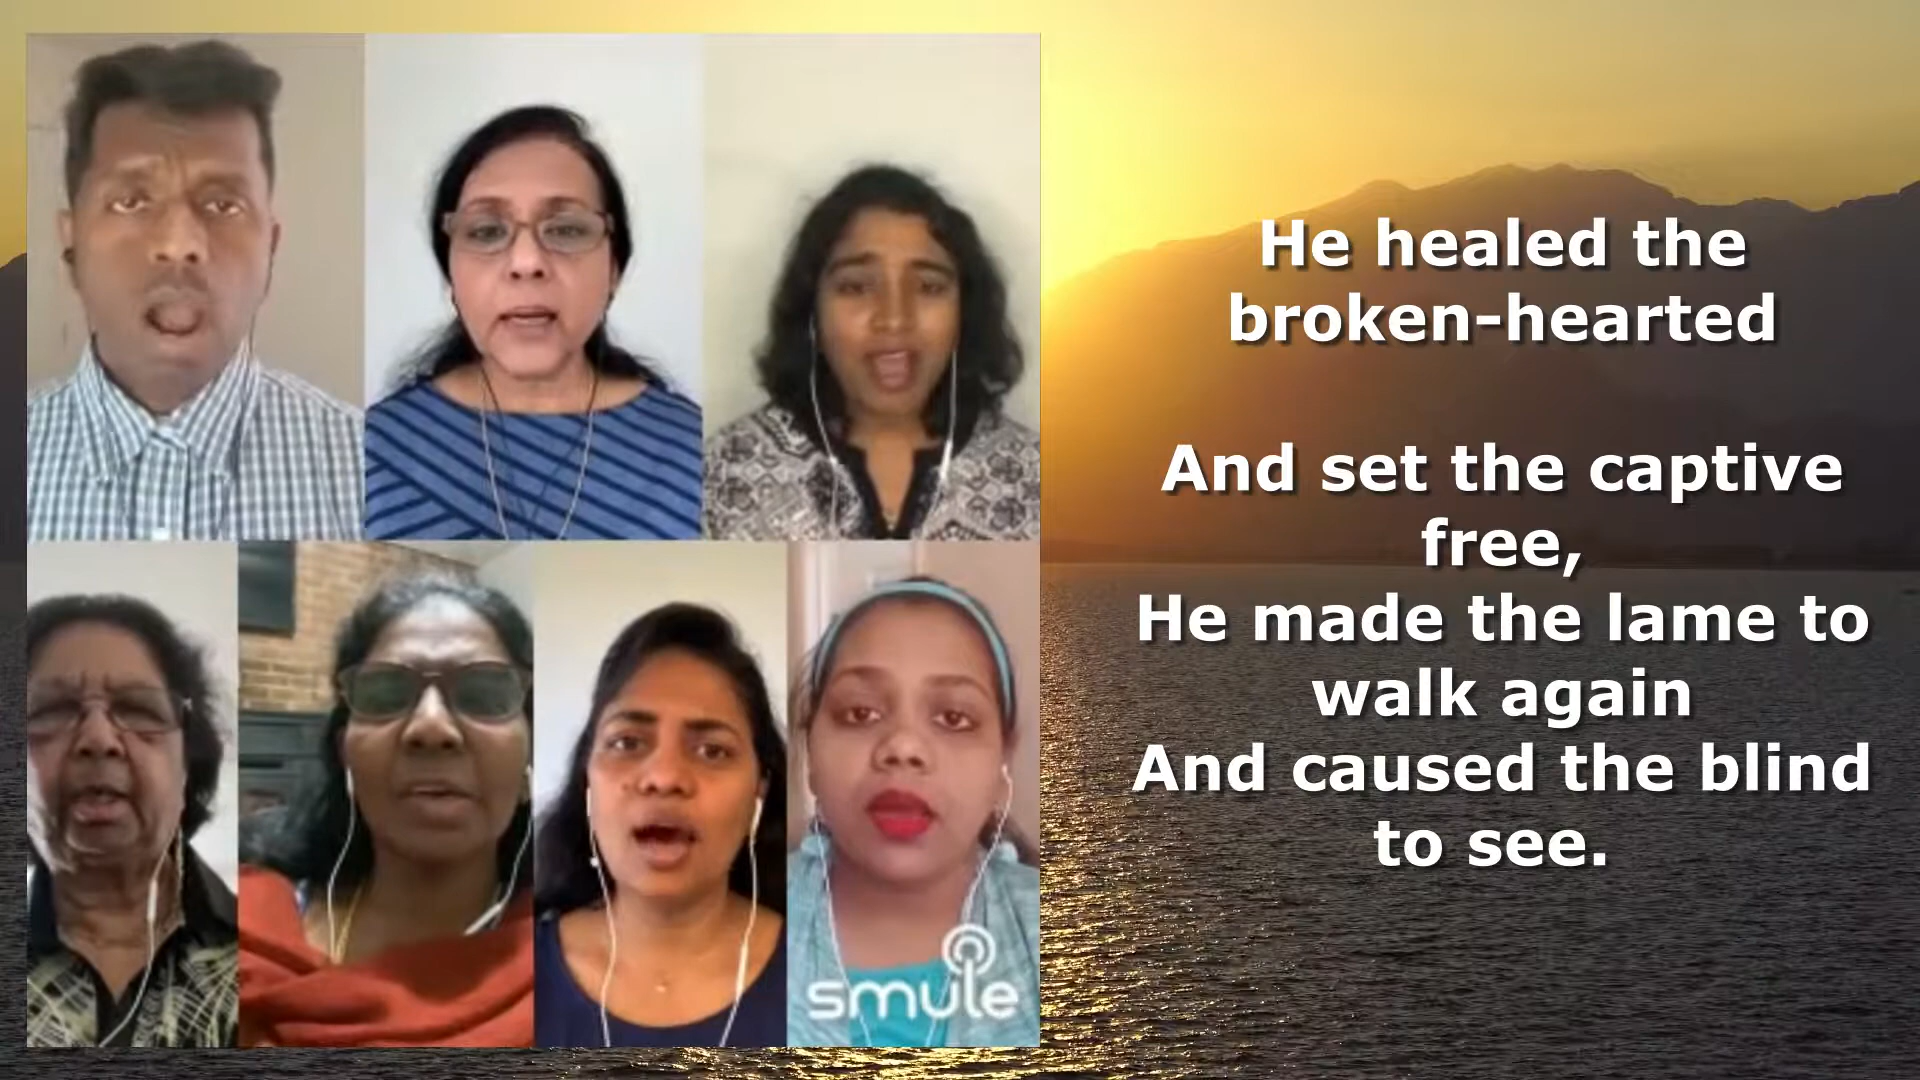 He healed the
broken-hearted
And set the captive
free,
He made the lame to
walk again
And caused the blind
to see.
smule